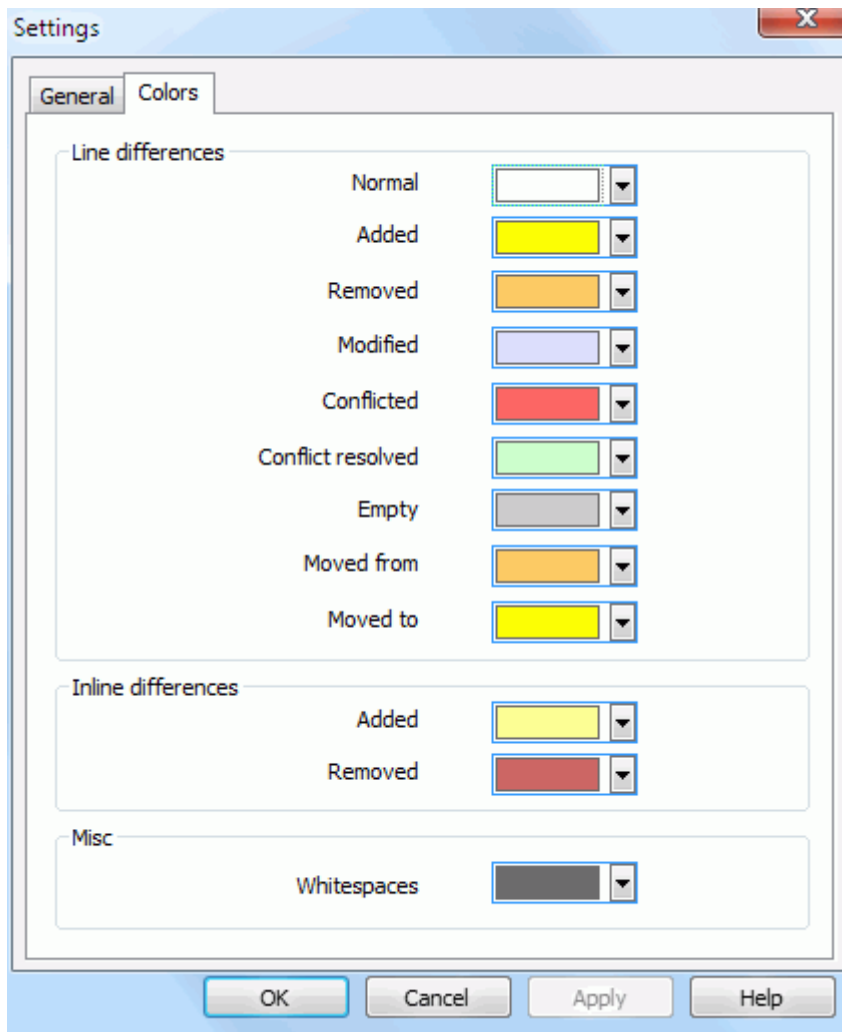 Settings
General Colors
Line differences
Normal
Added
Removed
Modified
Conflicted
Conflict resolved
Empty
Moved from
Moved to
Inline differences
Added
Removed
Misc
Whitespaces
OK Cancel Apply Help